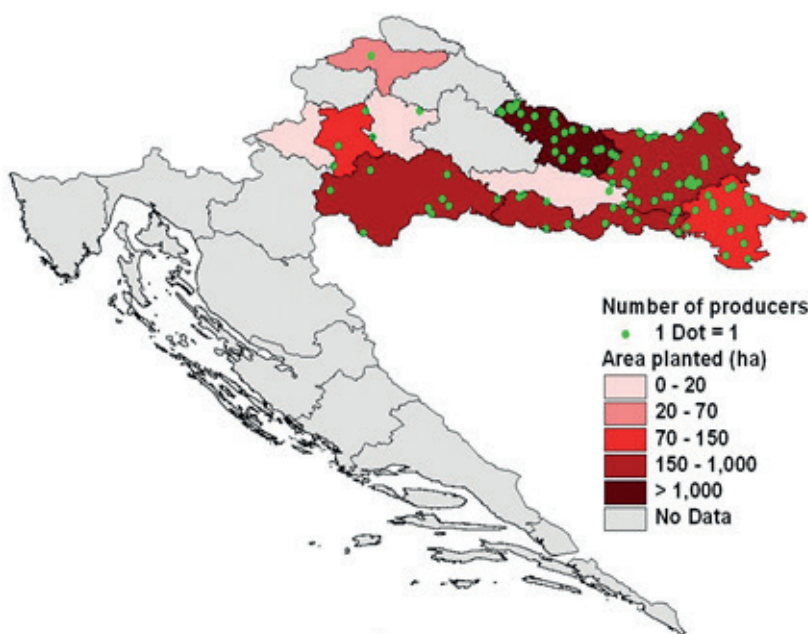 Number of producers
1 Dot = 1
Area planted (ha)
0 - 20
20 - 70
70 - 150
150 - 1,000
> 1,000
No Data